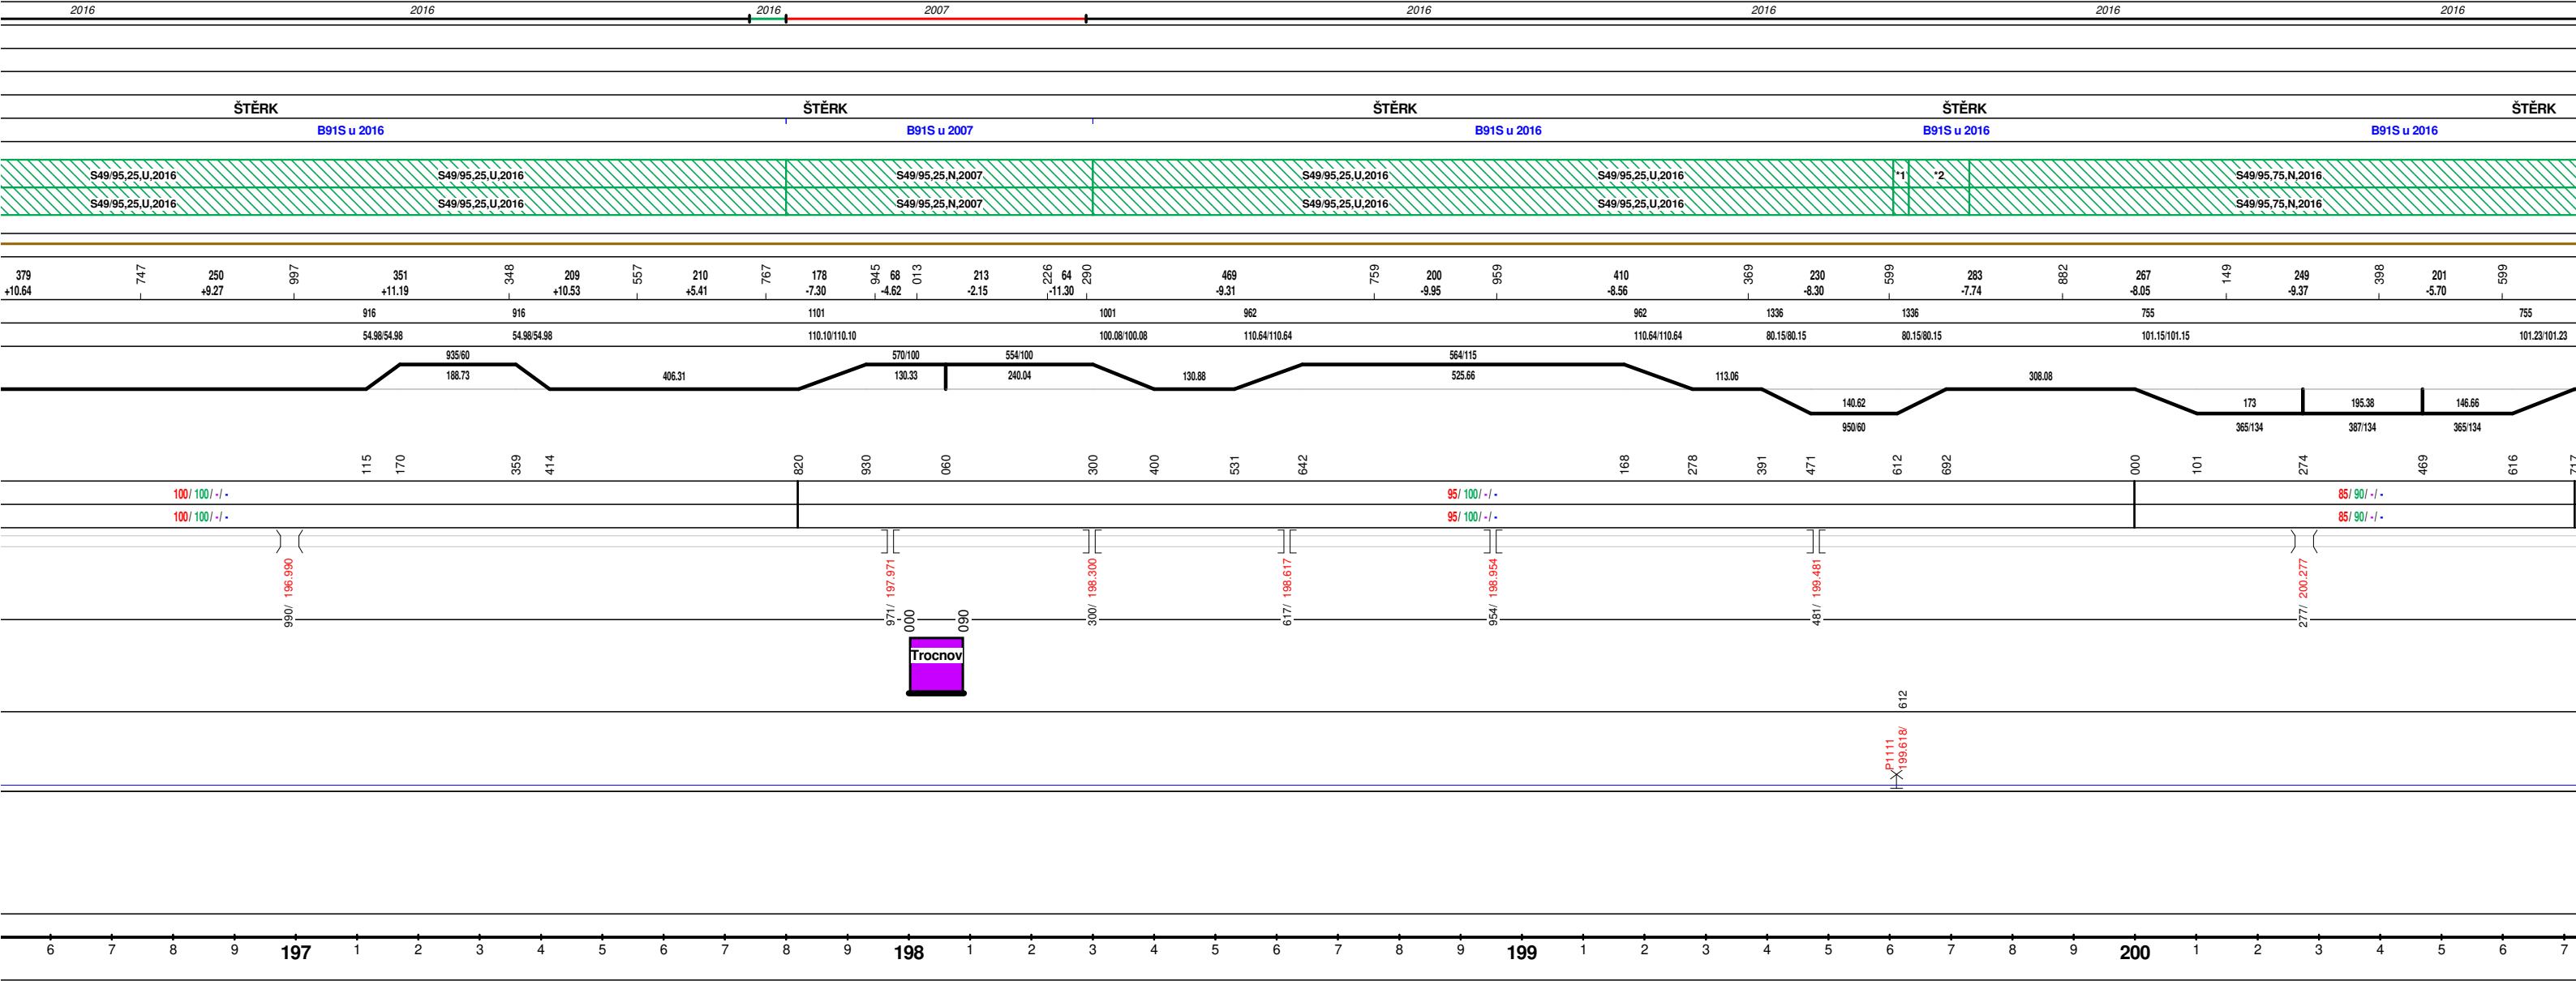 2016 2016 2016 2007 2016 2016 2016 2016
ŠTĚRK ŠTĚRK ŠTĚRK ŠTĚRK ŠTĚRK
B91S u 2016 B91S u 2007 B91S u 2016 B91S u 2016 B91S u 2016
S49/95,25,U,2016 S49/95,25,U,2016 S49/95,25,N,2007 S49/95,25,U,2016 S49/95,25,U,2016 *1 *2 S49/95,75,N,2016
S49/95,25,U,2016 S49/95,25,U,2016 S49/95,25,N,2007 S49/95,25,U,2016 S49/95,25,U,2016 S49/95,75,N,2016
379 747 250 997 351 348 209 557 210 767 178 945 68 013 213 226 64 290 469 759 200 959 410 369 230 599 283 882 267 149 249 398 201 599
+10.64 +9.27 +11.19 +10.53 +5.41 -7.30 -4.62 -2.15 -11.30 -9.31 -9.95 -8.56 -8.30 -7.74 -8.05 -9.37 -5.70
916 916 1101 1001 962 962 1336 1336 755 755
54.98/54.98 54.98/54.98 110.10/110.10 100.08/100.08 110.64/110.64 110.64/110.64 80.15/80.15 80.15/80.15 101.15/101.15 101.23/101.23
935/60 570/100 554/100 564/115
188.73 406.31 130.33 240.04 130.88 525.66 113.06 308.08
140.62 173 195.38 146.66
950/60 365/134 387/134 365/134
115 170 359 414 820 930 060 300 400 531 642 168 278 391 471 612 692 000 101 274 469 616 717
100/ 100/ -/ - 95/ 100/ -/ - 85/ 90/ -/ -
100/ 100/ -/ - 95/ 100/ -/ - 85/ 90/ -/ -
990/ 196.990 971/ 197.971 300/ 198.300 617/ 198.617 954/ 198.954 481/ 199.481 277/ 200.277
000 090
Trocnov
612
P1111
199.618/
6 7 8 9 197 1 2 3 4 5 6 7 8 9 198 1 2 3 4 5 6 7 8 9 199 1 2 3 4 5 6 7 8 9 200 1 2 3 4 5 6 7